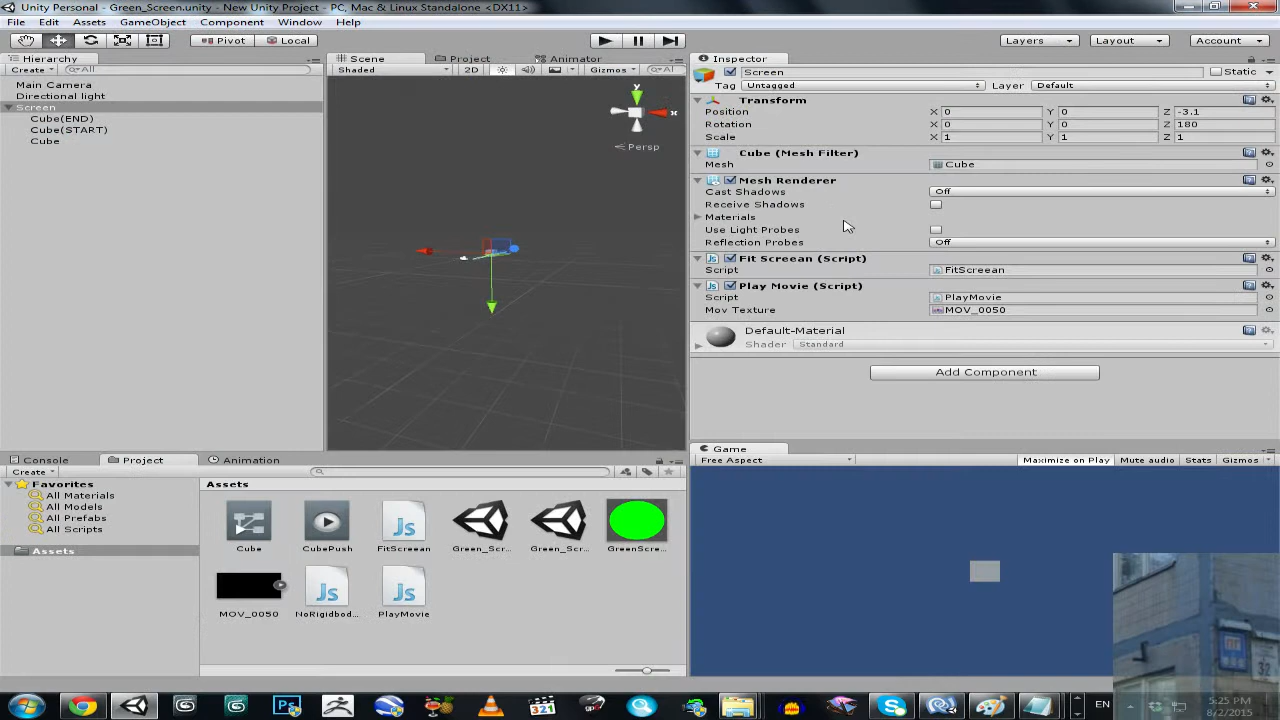 Unity Personal - Green_Screen.unity - New Unity Project - PC, Mac & Linux Standalone <DX11>
File Edit Assets GameObject Component Window Help
Pivot Local Layers Layout Account
Hierarchy
Create All
Main Camera
Directional light
Screen
Cube(END)
Cube(START)
Cube
Scene Project Animator
Shaded 2D Gizmos All
y
x
Persp
Inspector
Screen Static
Tag Untagged Layer Default
Transform
Position X 0 Y 0 Z -3.1
Rotation X 0 Y 0 Z 180
Scale X 1 Y 1 Z 1
Cube (Mesh Filter)
Mesh Cube
Mesh Renderer
Cast Shadows Off
Receive Shadows
Materials
Use Light Probes
Reflection Probes Off
Fit Screean (Script)
Script FitScreean
Play Movie (Script)
Script PlayMovie
Mov Texture MOV_0050
Default-Material
Shader Standard
Add Component
Console Project Animation
Create
Favorites
All Materials
All Models
All Prefabs
All Scripts
Assets
Assets
Cube CubePush FitScreean Green_Scr... Green_Scr... GreenScre...
MOV_0050 NoRigidbod... PlayMovie
Game
Free Aspect Maximize on Play Mute audio Stats Gizmos
32
321
EN
5:25 PM
8/2/2015